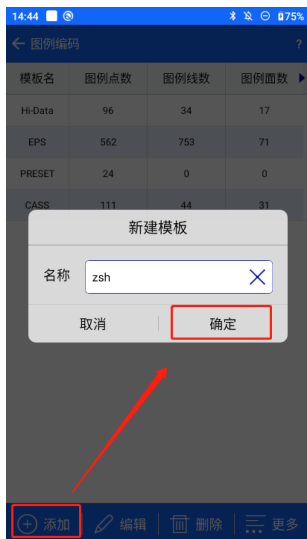 14:44 75%
图例编码 ?
模板名 图例点数 图例线数 图例面数
Hi-Data 96 34 17
EPS 562 753 71
PRESET 24 0 0
CASS 111 44 31
新建模板
名称 zsh
取消 确定
添加 编辑 删除 更多